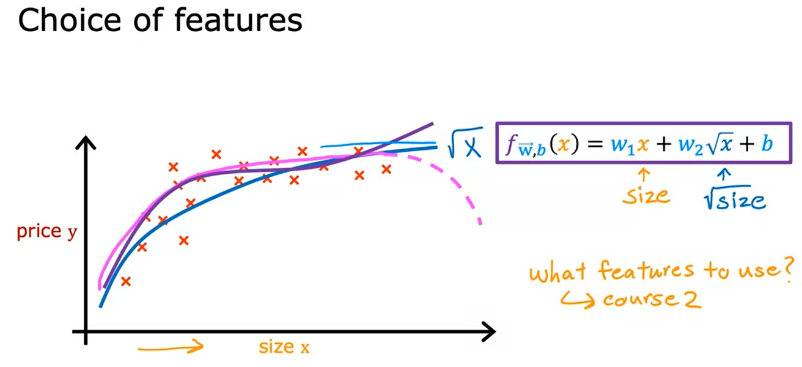 Choice of features
price y
size x
√x
f_w⃗,b(x) = w₁x + w₂√x + b
size
√size
what features to use?
↳ course 2